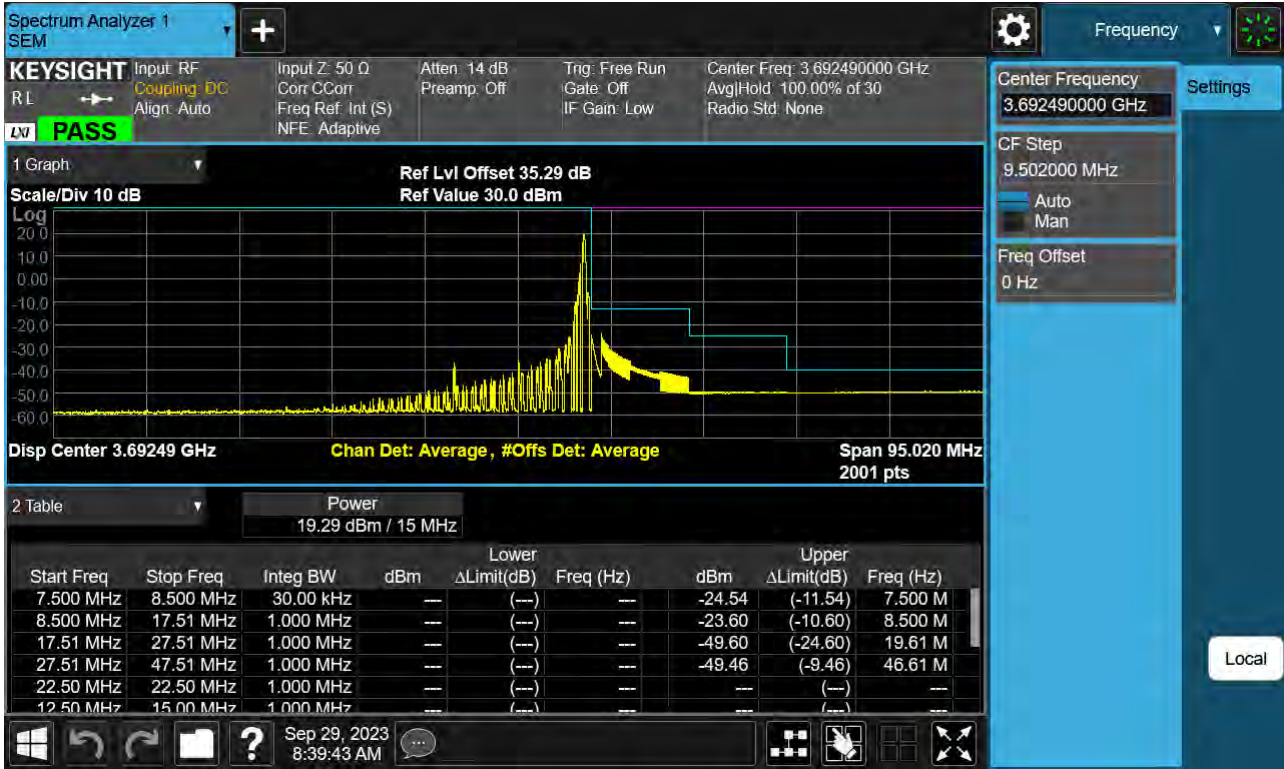 Spectrum Analyzer 1
SEM
+
Frequency
KEYSIGHT
RL
LXI
PASS
Input: RF
Coupling: DC
Align: Auto
Input Z: 50 Ω
Corr CCorr
Freq Ref: Int (S)
NFE: Adaptive
Atten: 14 dB
Preamp: Off
Trig: Free Run
Gate: Off
IF Gain: Low
Center Freq: 3.692490000 GHz
Avg|Hold: 100.00% of 30
Radio Std: None
Center Frequency
3.692490000 GHz
Settings
CF Step
9.502000 MHz
Auto
Man
Freq Offset
0 Hz
1 Graph
Ref Lvl Offset 35.29 dB
Scale/Div 10 dB
Ref Value 30.0 dBm
Log
20.0
10.0
0.00
-10.0
-20.0
-30.0
-40.0
-50.0
-60.0
Disp Center 3.69249 GHz
Chan Det: Average, #Offs Det: Average
Span 95.020 MHz
2001 pts
2 Table
Power
19.29 dBm / 15 MHz
Lower Upper
Start Freq Stop Freq Integ BW dBm ΔLimit(dB) Freq (Hz) dBm ΔLimit(dB) Freq (Hz)
7.500 MHz 8.500 MHz 30.00 kHz --- (---) --- -24.54 (-11.54) 7.500 M
8.500 MHz 17.51 MHz 1.000 MHz --- (---) --- -23.60 (-10.60) 8.500 M
17.51 MHz 27.51 MHz 1.000 MHz --- (---) --- -49.60 (-24.60) 19.61 M
27.51 MHz 47.51 MHz 1.000 MHz --- (---) --- -49.46 (-9.46) 46.61 M
22.50 MHz 22.50 MHz 1.000 MHz --- (---) --- --- (---) ---
12.50 MHz 15.00 MHz 1.000 MHz --- (---) --- --- (---) ---
Local
?
Sep 29, 2023
8:39:43 AM